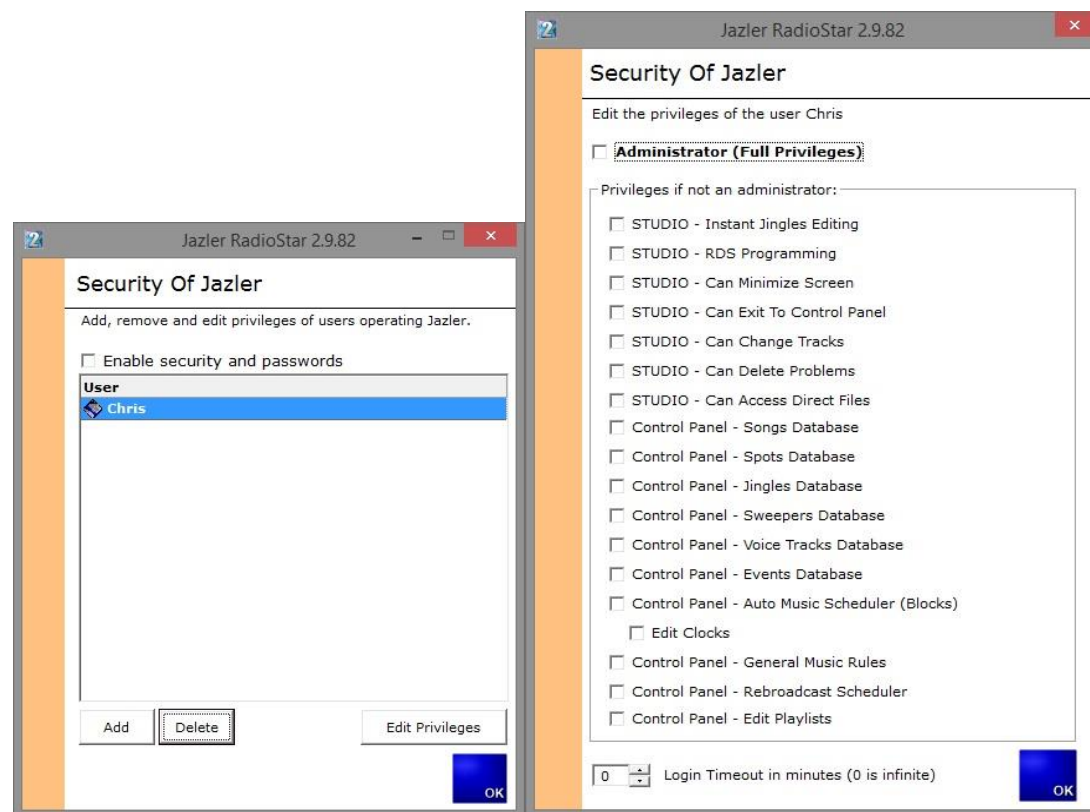 Jazler RadioStar 2.9.82
Security Of Jazler
Add, remove and edit privileges of users operating Jazler.
Enable security and passwords
User
Chris
Add
Delete
Edit Privileges
OK
Jazler RadioStar 2.9.82
Security Of Jazler
Edit the privileges of the user Chris
Administrator (Full Privileges)
Privileges if not an administrator:
STUDIO - Instant Jingles Editing
STUDIO - RDS Programming
STUDIO - Can Minimize Screen
STUDIO - Can Exit To Control Panel
STUDIO - Can Change Tracks
STUDIO - Can Delete Problems
STUDIO - Can Access Direct Files
Control Panel - Songs Database
Control Panel - Spots Database
Control Panel - Jingles Database
Control Panel - Sweepers Database
Control Panel - Voice Tracks Database
Control Panel - Events Database
Control Panel - Auto Music Scheduler (Blocks)
Edit Clocks
Control Panel - General Music Rules
Control Panel - Rebroadcast Scheduler
Control Panel - Edit Playlists
0 Login Timeout in minutes (0 is infinite)
OK